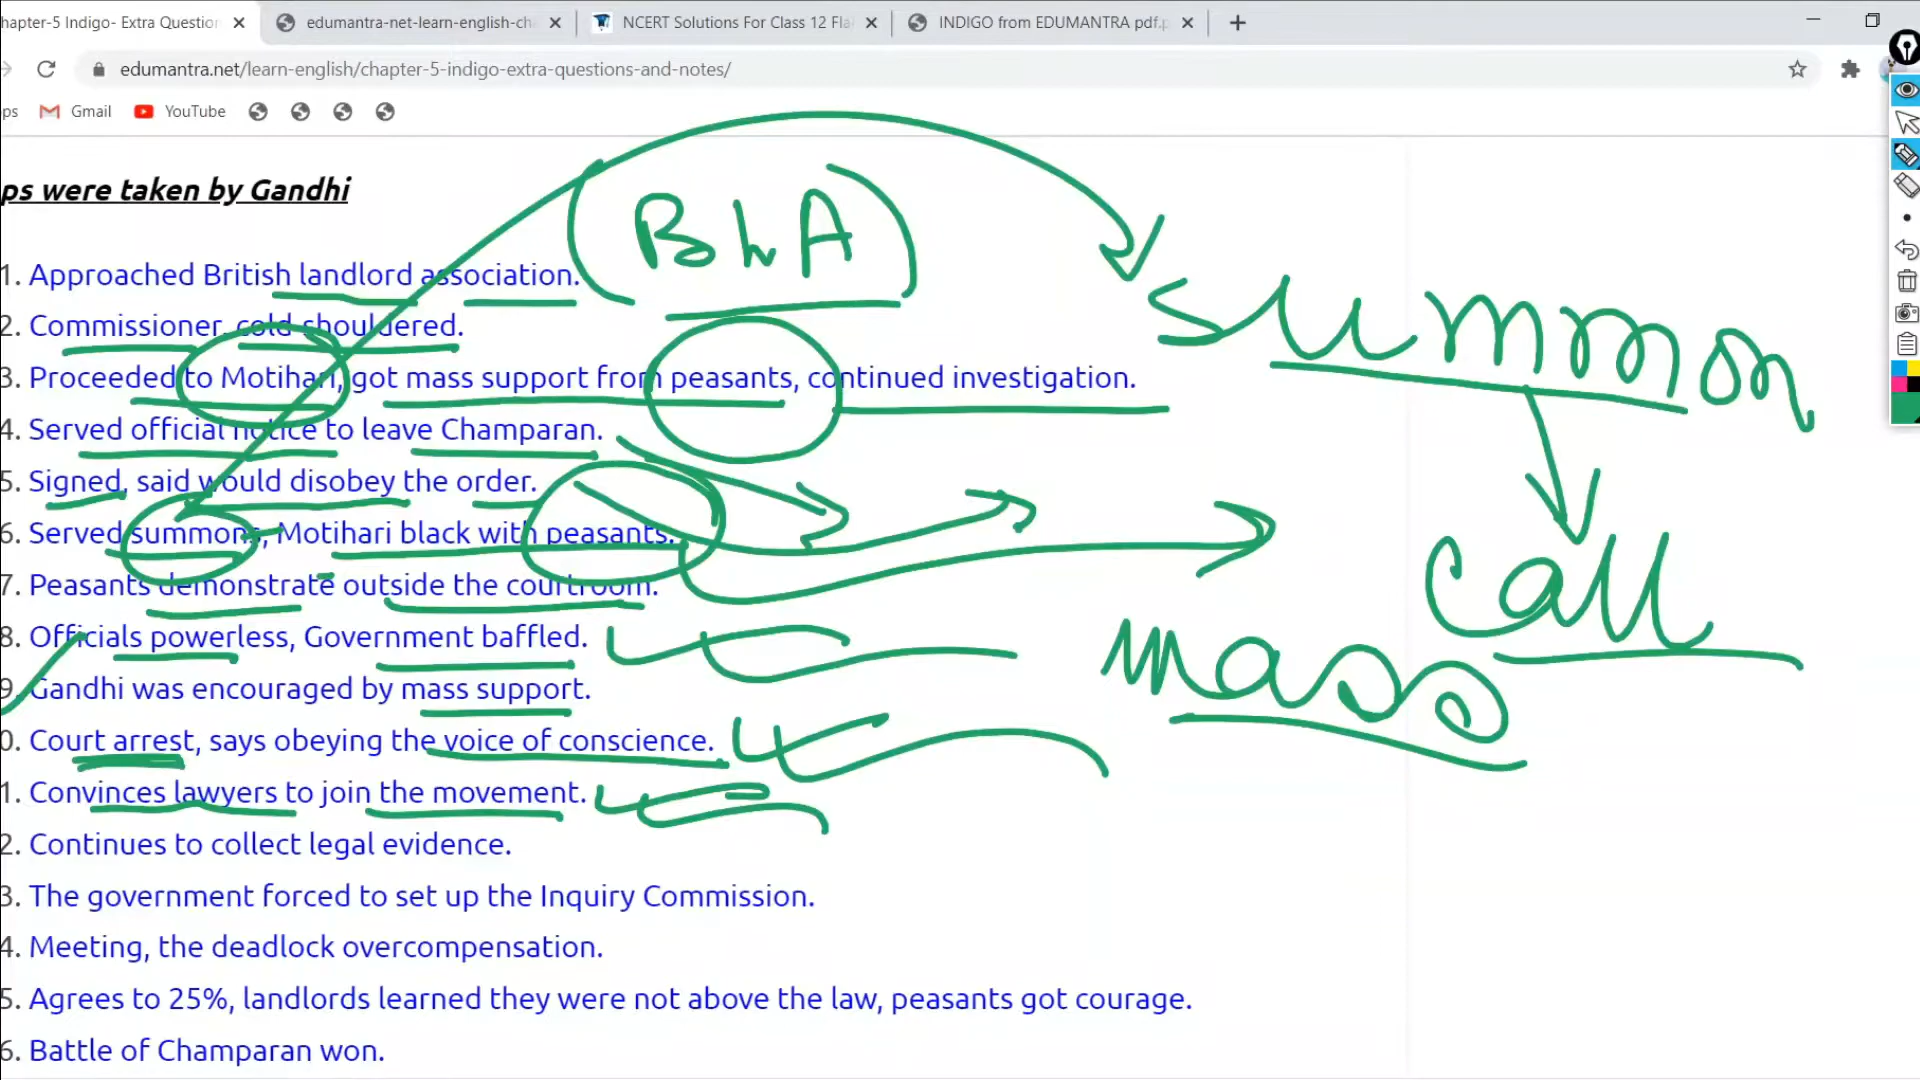 hapter-5 Indigo- Extra Question
edumantra-net-learn-english-cha
NCERT Solutions For Class 12 Fla
INDIGO from EDUMANTRA pdf.p
edumantra.net/learn-english/chapter-5-indigo-extra-questions-and-notes/
ps
Gmail
YouTube
ps were taken by Gandhi
BLA
1. Approached British landlord association.
2. Commissioner, cold shouldered.
3. Proceeded to Motihari, got mass support from peasants, continued investigation.
4. Served official notice to leave Champaran.
5. Signed, said would disobey the order.
6. Served summons, Motihari black with peasants.
7. Peasants demonstrate outside the courtroom.
8. Officials powerless, Government baffled.
9. Gandhi was encouraged by mass support.
0. Court arrest, says obeying the voice of conscience.
1. Convinces lawyers to join the movement.
2. Continues to collect legal evidence.
3. The government forced to set up the Inquiry Commission.
4. Meeting, the deadlock overcompensation.
5. Agrees to 25%, landlords learned they were not above the law, peasants got courage.
6. Battle of Champaran won.
summon
call
mass